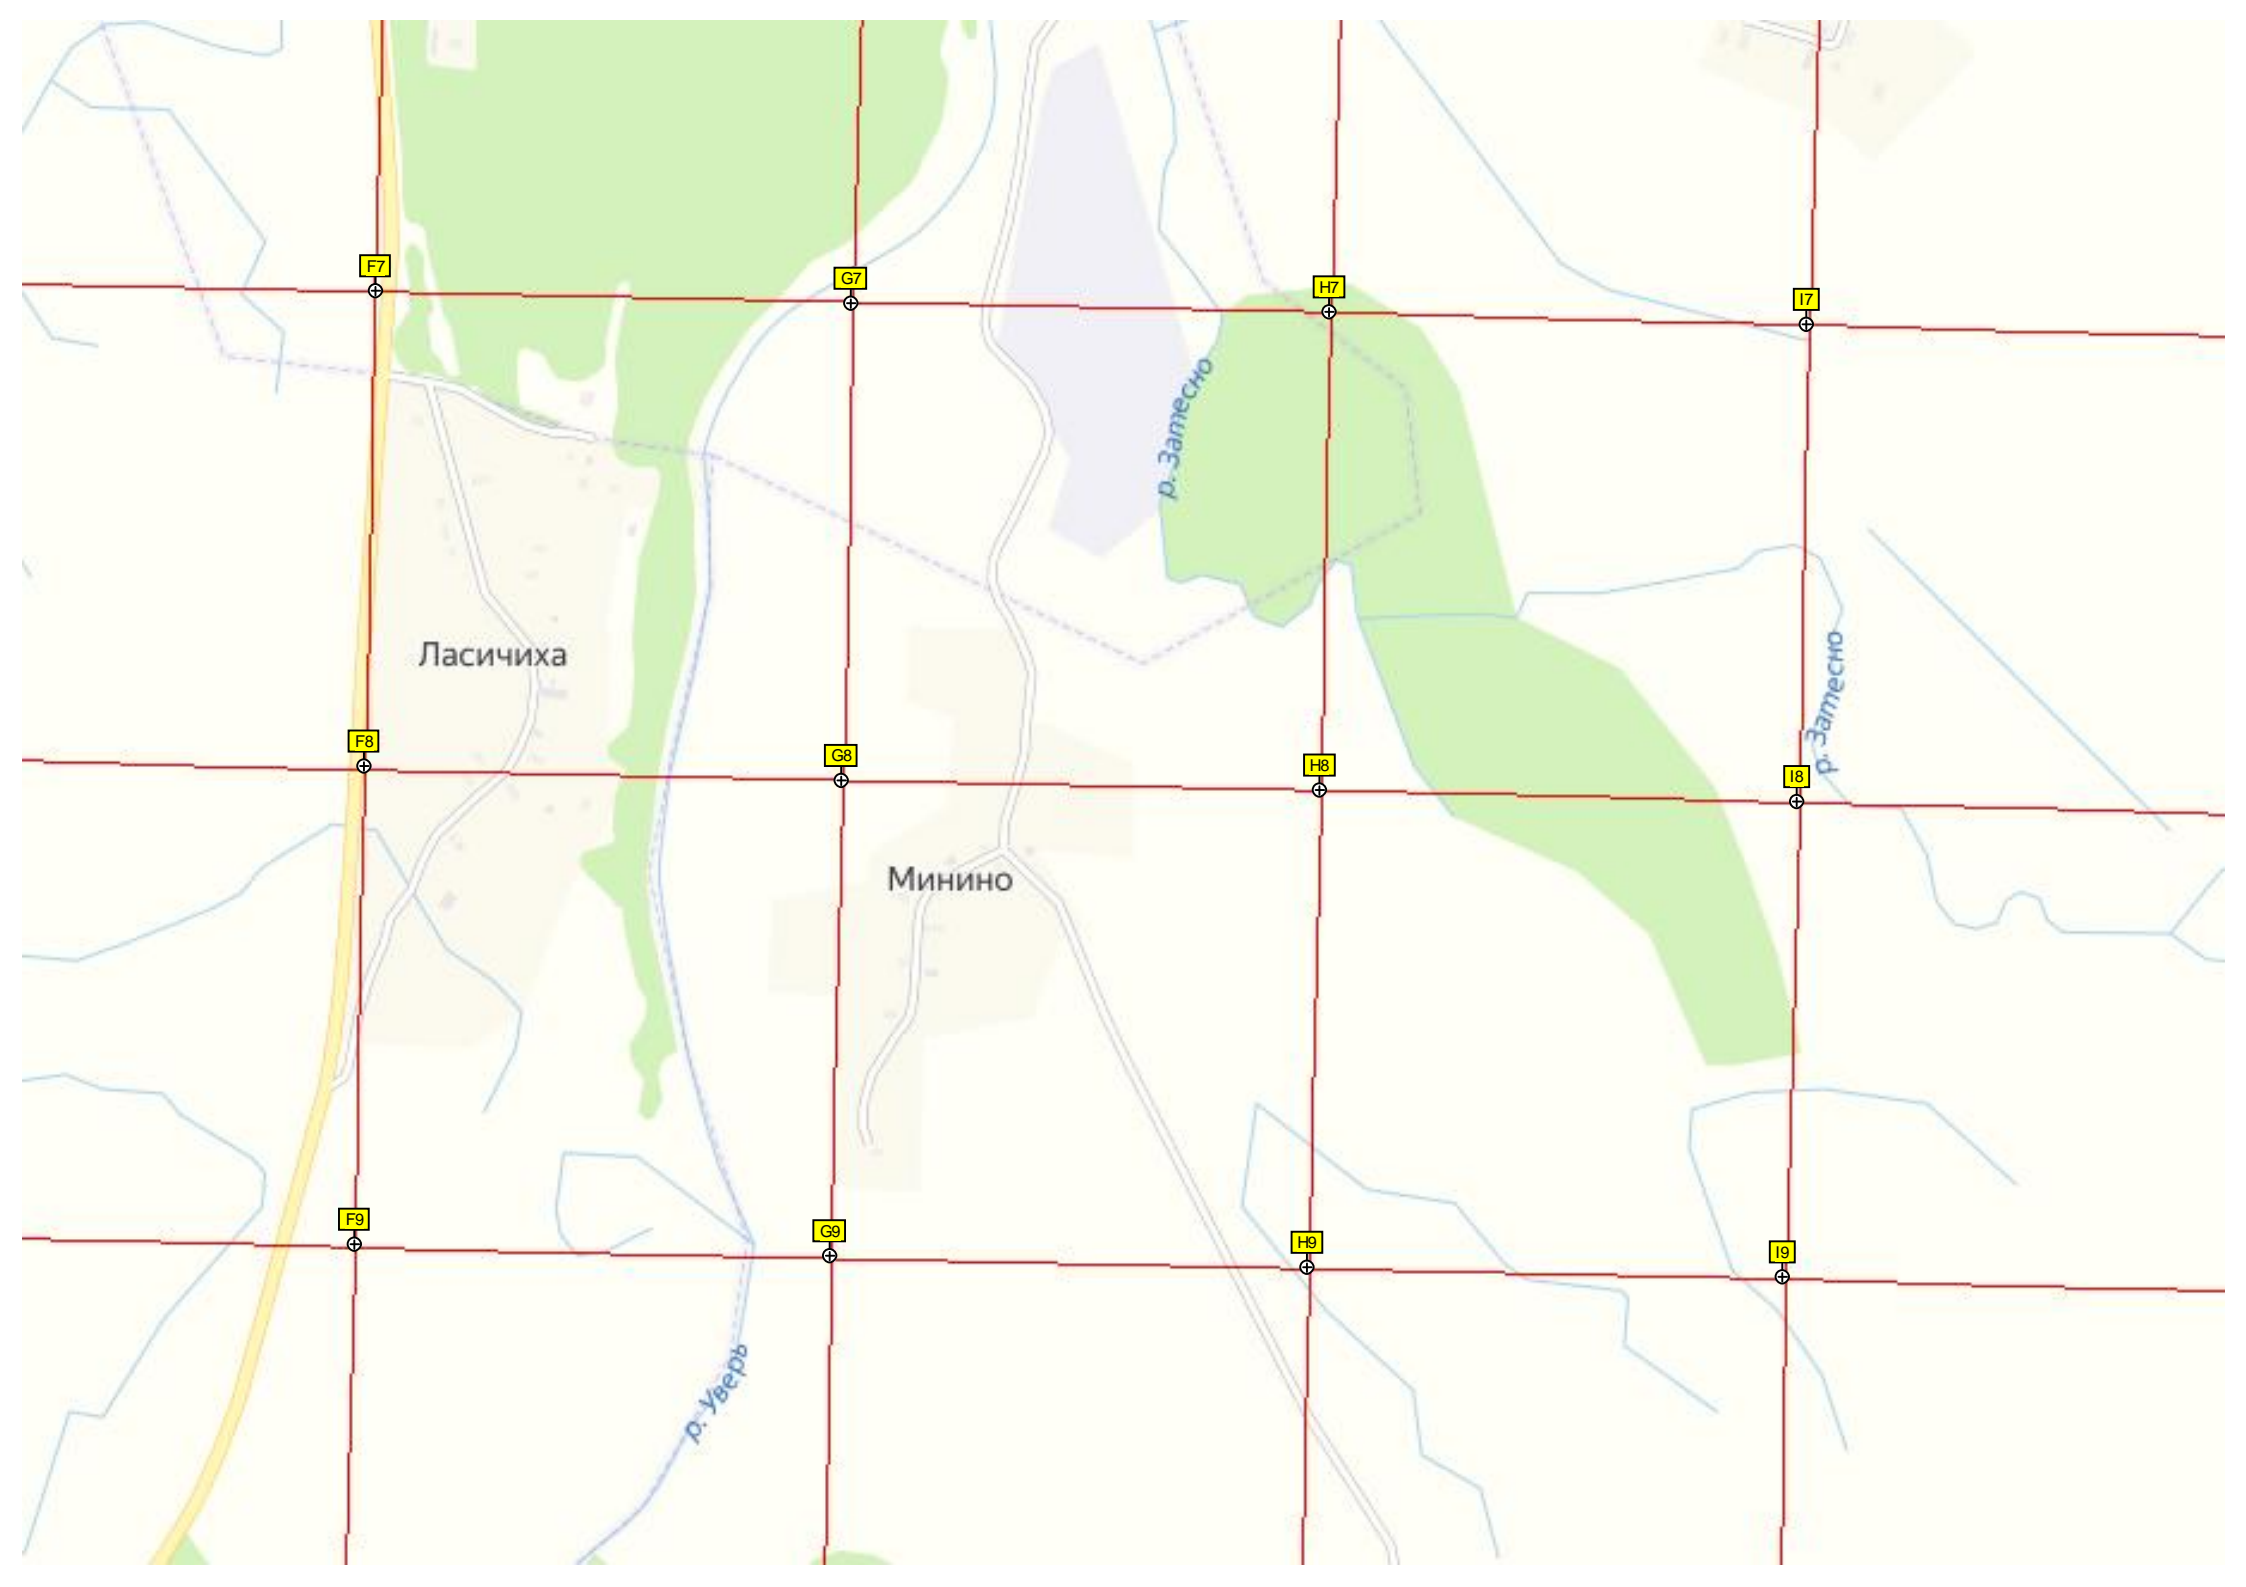 F7
G7
H7
I7
р. Затесно
Ласичиха
р. Затесно
F8
G8
H8
I8
Минино
F9
G9
H9
I9
р. Уверь